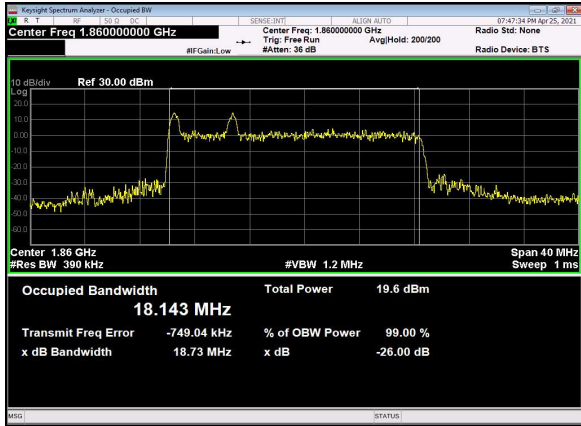 Keysight Spectrum Analyzer - Occupied BW
R T RF 50 Ω DC SENSE:INT ALIGN AUTO 07:47:34 PM Apr 25, 2021
Center Freq 1.860000000 GHz Center Freq: 1.860000000 GHz Radio Std: None
Trig: Free Run Avg|Hold: 200/200
#IFGain:Low #Atten: 36 dB Radio Device: BTS
10 dB/div Ref 30.00 dBm
Log
20.0
10.0
0.00
-10.0
-20.0
-30.0
-40.0
-50.0
-60.0
Center 1.86 GHz Span 40 MHz
#Res BW 390 kHz #VBW 1.2 MHz Sweep 1 ms
Occupied Bandwidth Total Power 19.6 dBm
18.143 MHz
Transmit Freq Error -749.04 kHz % of OBW Power 99.00 %
x dB Bandwidth 18.73 MHz x dB -26.00 dB
MSG STATUS